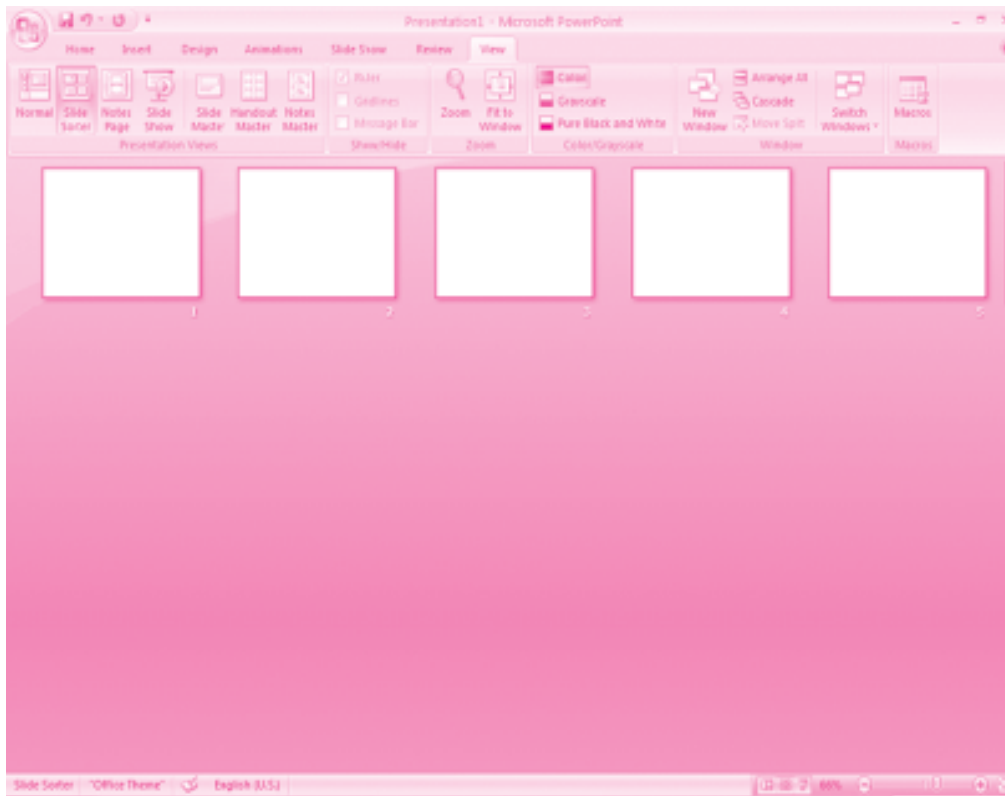 Presentation1 - Microsoft PowerPoint
Home Insert Design Animations Slide Show Review View
Normal Slide Sorter Notes Page Slide Show Slide Master Handout Master Notes Master
Ruler
Gridlines
Message Bar
Zoom Fit to Window
Color
Grayscale
Pure Black and White
New Window
Arrange All
Cascade
Move Split
Switch Windows
Macros
Presentation Views Show/Hide Zoom Color/Grayscale Window Macros
1 2 3 4 5
Slide Sorter "Office Theme" English (U.S.) 66%